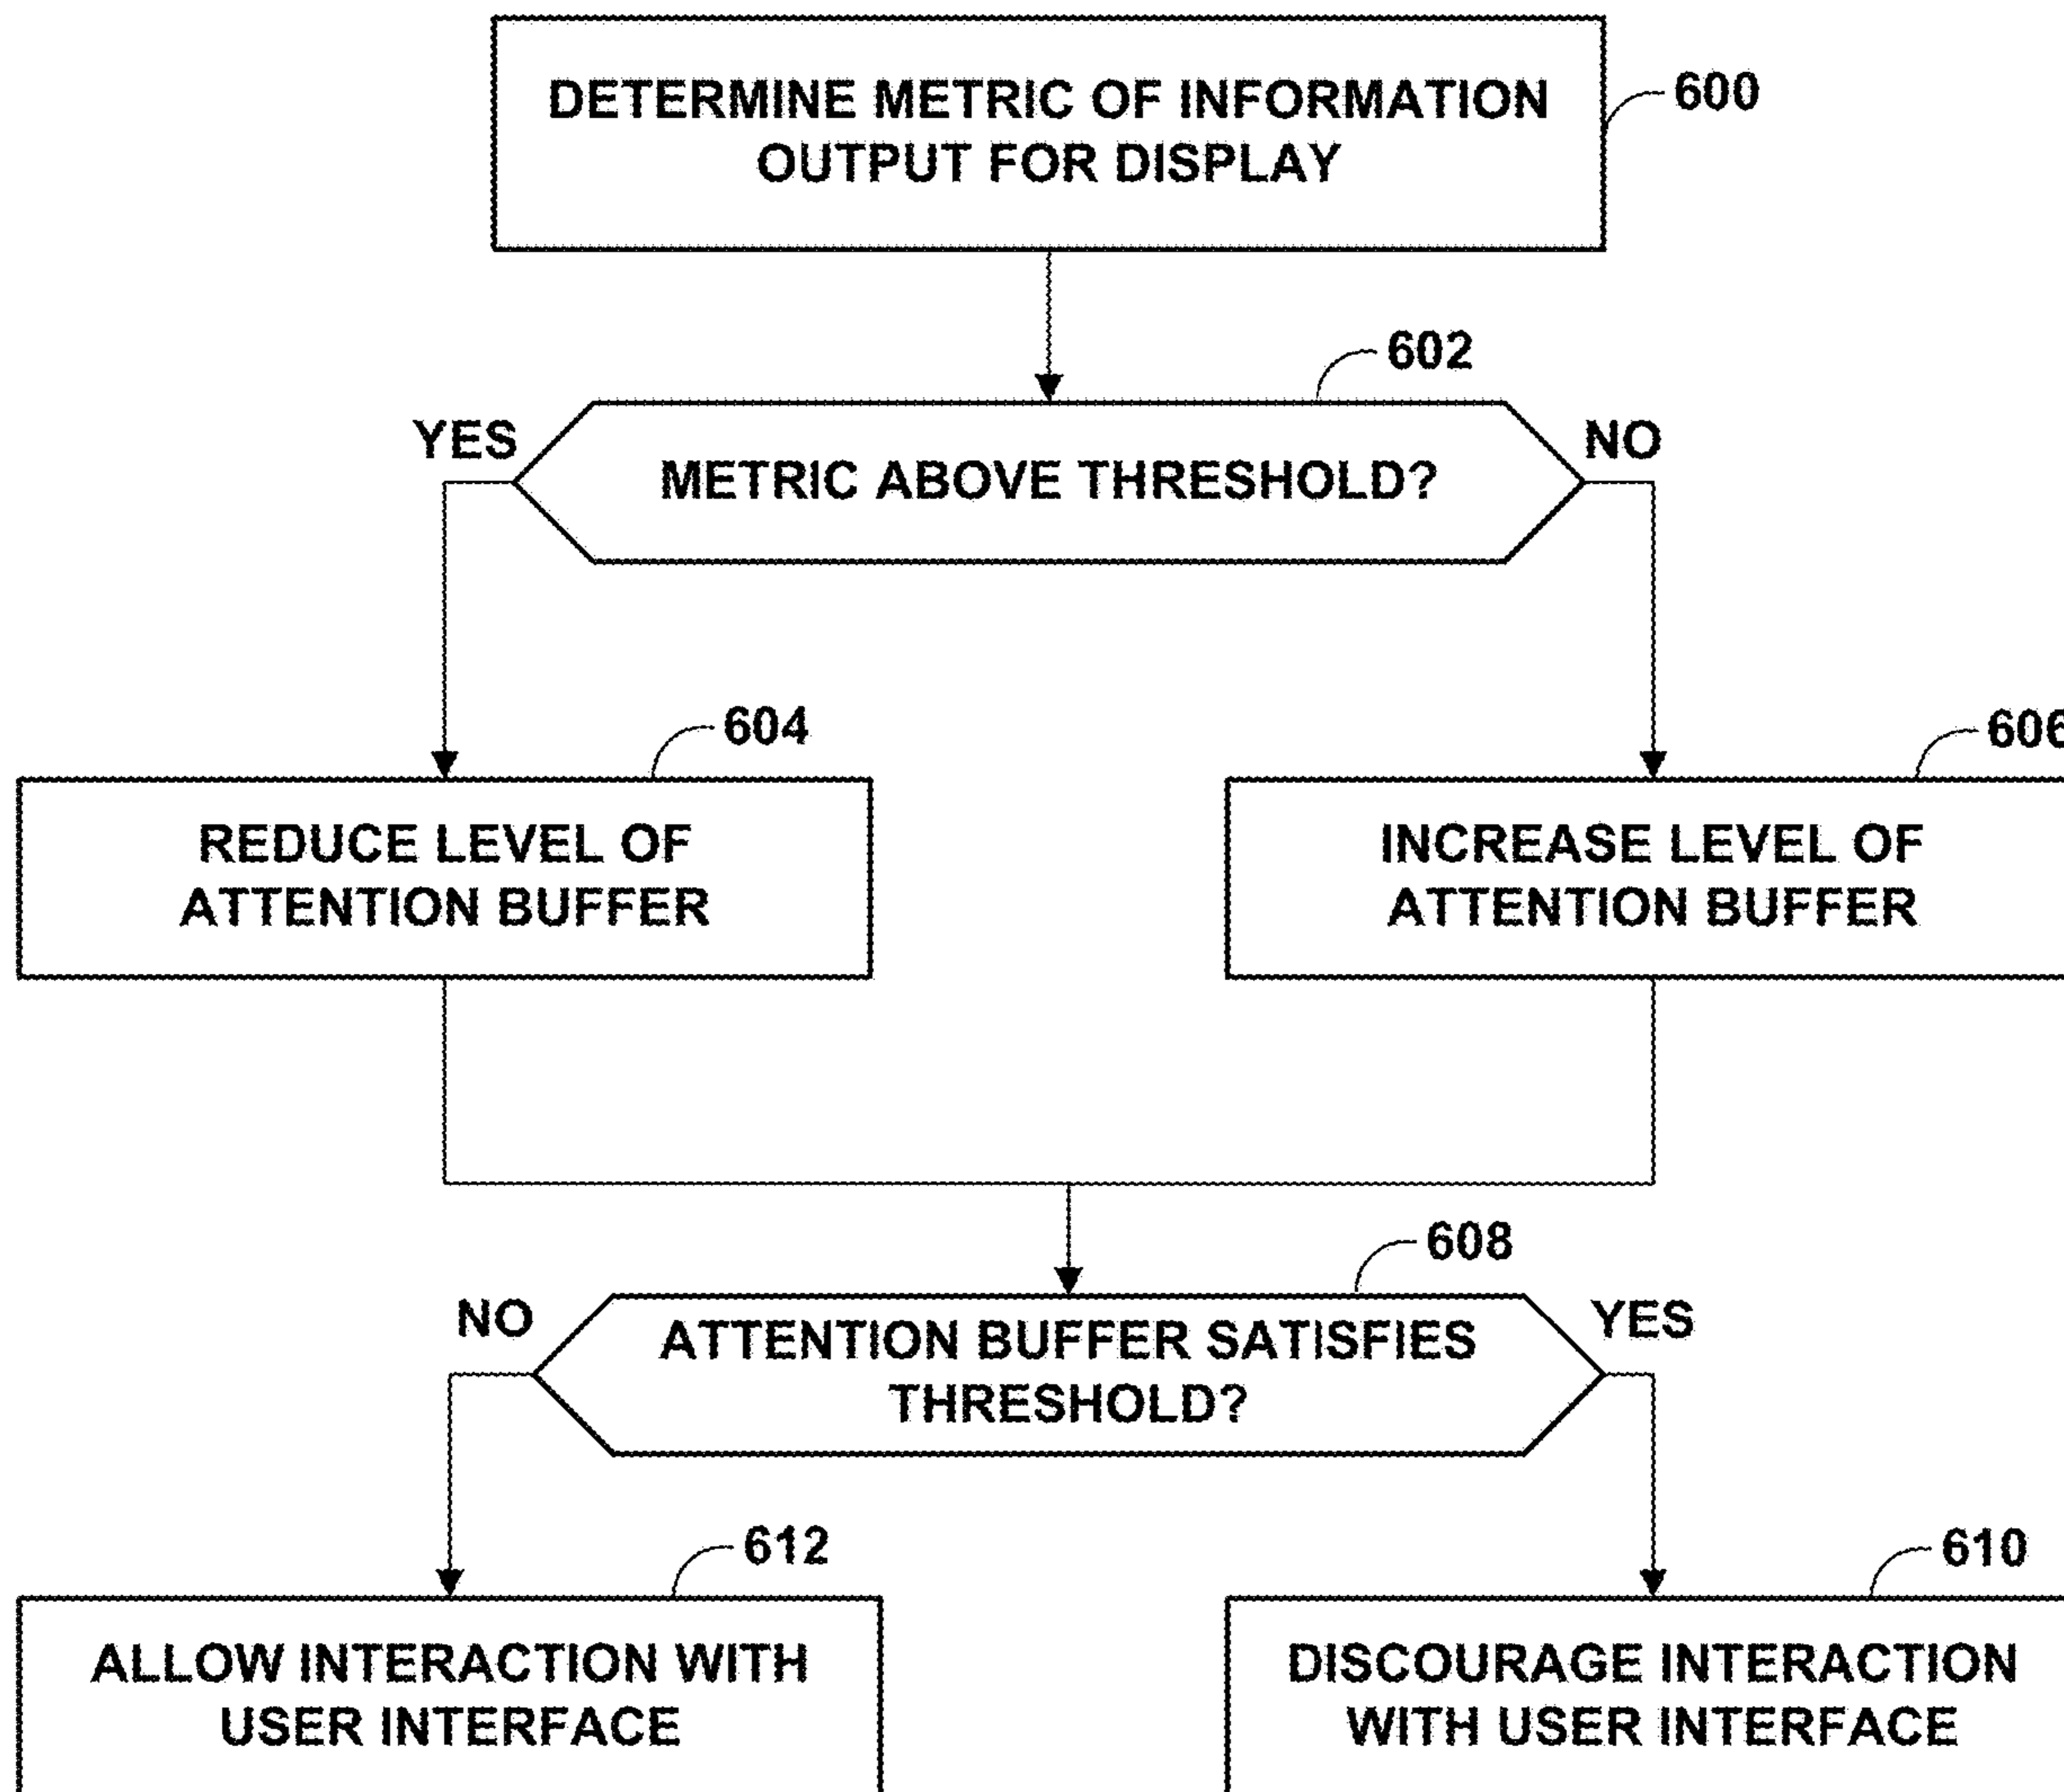 DETERMINE METRIC OF INFORMATION
OUTPUT FOR DISPLAY
600
602
YES
NO
METRIC ABOVE THRESHOLD?
604
606
REDUCE LEVEL OF
ATTENTION BUFFER
INCREASE LEVEL OF
ATTENTION BUFFER
608
NO
YES
ATTENTION BUFFER SATISFIES
THRESHOLD?
612
610
ALLOW INTERACTION WITH
USER INTERFACE
DISCOURAGE INTERACTION
WITH USER INTERFACE